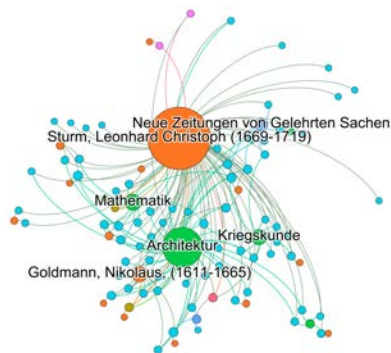 Neue Zeitungen von Gelehrten Sachen
Sturm, Leonhard Christoph (1669-1719)
Mathematik
Kriegskunde
Architektur
Goldmann, Nikolaus, (1611-1665)